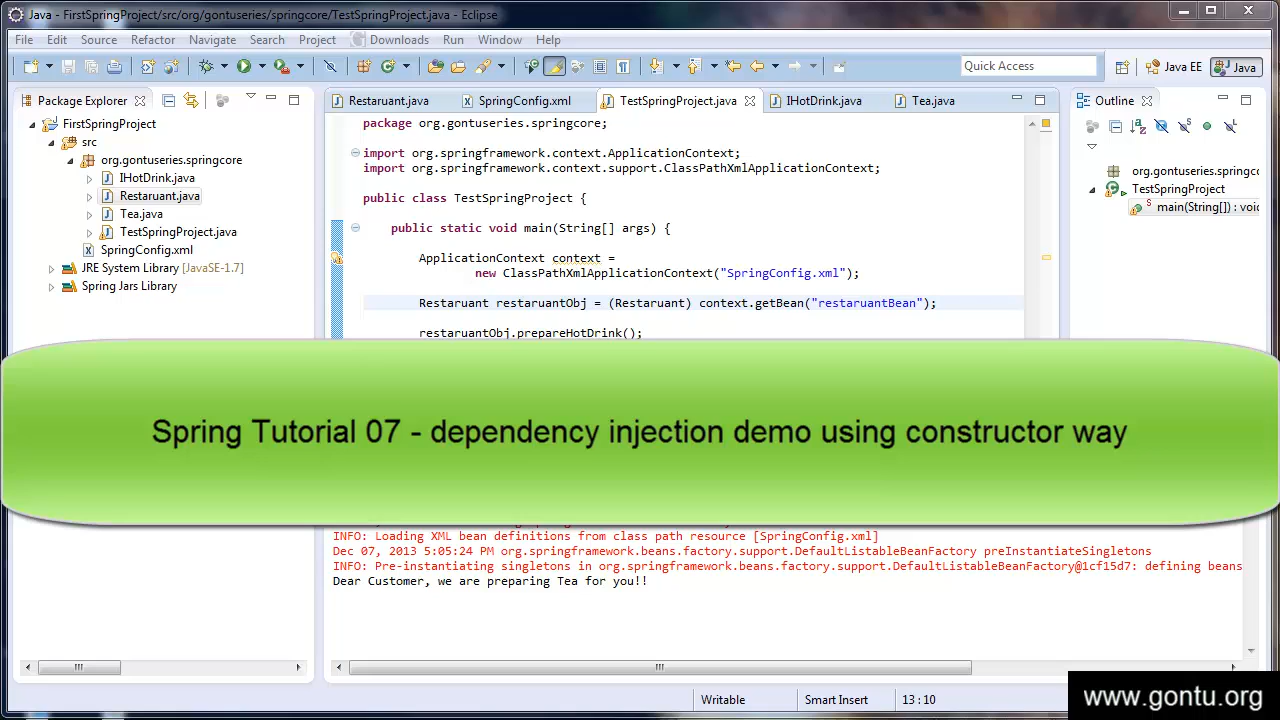 Java - FirstSpringProject/src/org/gontuseries/springcore/TestSpringProject.java - Eclipse
File Edit Source Refactor Navigate Search Project Downloads Run Window Help
Quick Access
Java EE
Java
Package Explorer
FirstSpringProject
src
org.gontuseries.springcore
IHotDrink.java
Restaruant.java
Tea.java
TestSpringProject.java
SpringConfig.xml
JRE System Library [JavaSE-1.7]
Spring Jars Library
Restaruant.java SpringConfig.xml TestSpringProject.java IHotDrink.java Tea.java
package org.gontuseries.springcore;
import org.springframework.context.ApplicationContext;
import org.springframework.context.support.ClassPathXmlApplicationContext;
public class TestSpringProject {
public static void main(String[] args) {
ApplicationContext context =
new ClassPathXmlApplicationContext("SpringConfig.xml");
Restaruant restaruantObj = (Restaruant) context.getBean("restaruantBean");
restaruantObj.prepareHotDrink();
Outline
org.gontuseries.springco
TestSpringProject
main(String[]) : void
Spring Tutorial 07 - dependency injection demo using constructor way
INFO: Loading XML bean definitions from class path resource [SpringConfig.xml]
Dec 07, 2013 5:05:24 PM org.springframework.beans.factory.support.DefaultListableBeanFactory preInstantiateSingletons
INFO: Pre-instantiating singletons in org.springframework.beans.factory.support.DefaultListableBeanFactory@1cf15d7: defining beans
Dear Customer, we are preparing Tea for you!!
Writable
Smart Insert
13:10
www.gontu.org